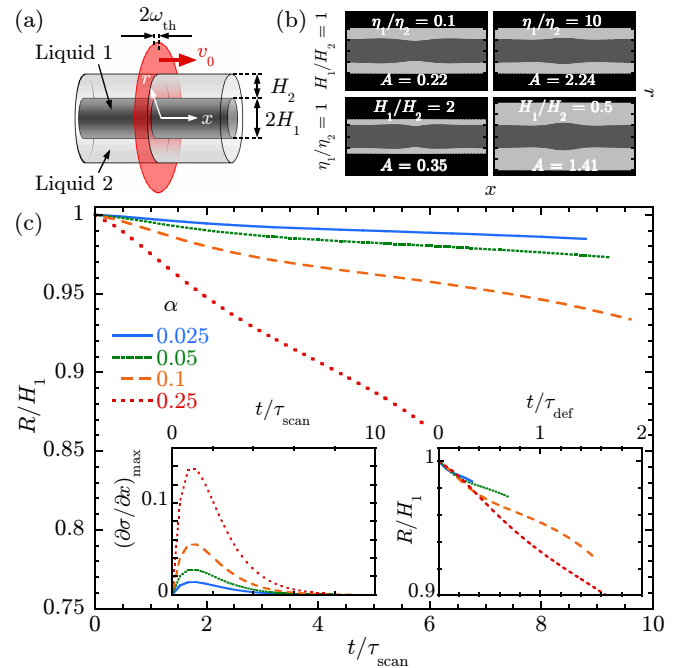 (a)
2ω_th
v_0
Liquid 1
r
H_2
x
2H_1
Liquid 2
(b)
H_1/H_2 = 1
η_1/η_2 = 0.1
A = 0.22
η_1/η_2 = 10
A = 2.24
η_1/η_2 = 1
H_1/H_2 = 2
A = 0.35
H_1/H_2 = 0.5
A = 1.41
r
x
(c)
R/H_1
1
0.95
0.9
0.85
0.8
0.75
0 2 4 6 8 10
t/τ_scan
α
0.025
0.05
0.1
0.25
t/τ_scan
0 10
(∂σ/∂x)_max
0.1
0
t/τ_def
0 1 2
R/H_1
1
0.9